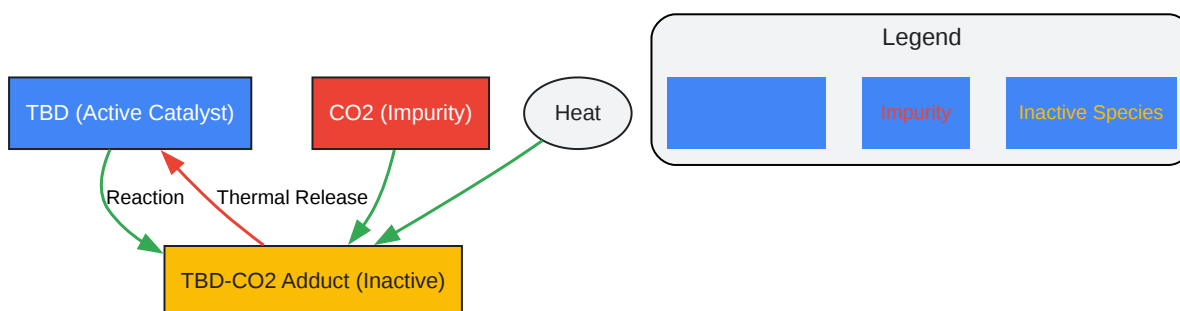 Legend
TBD (Active Catalyst)
CO2 (Impurity)
Heat
Impurity
Inactive Species
Reaction
Thermal Release
TBD-CO2 Adduct (Inactive)